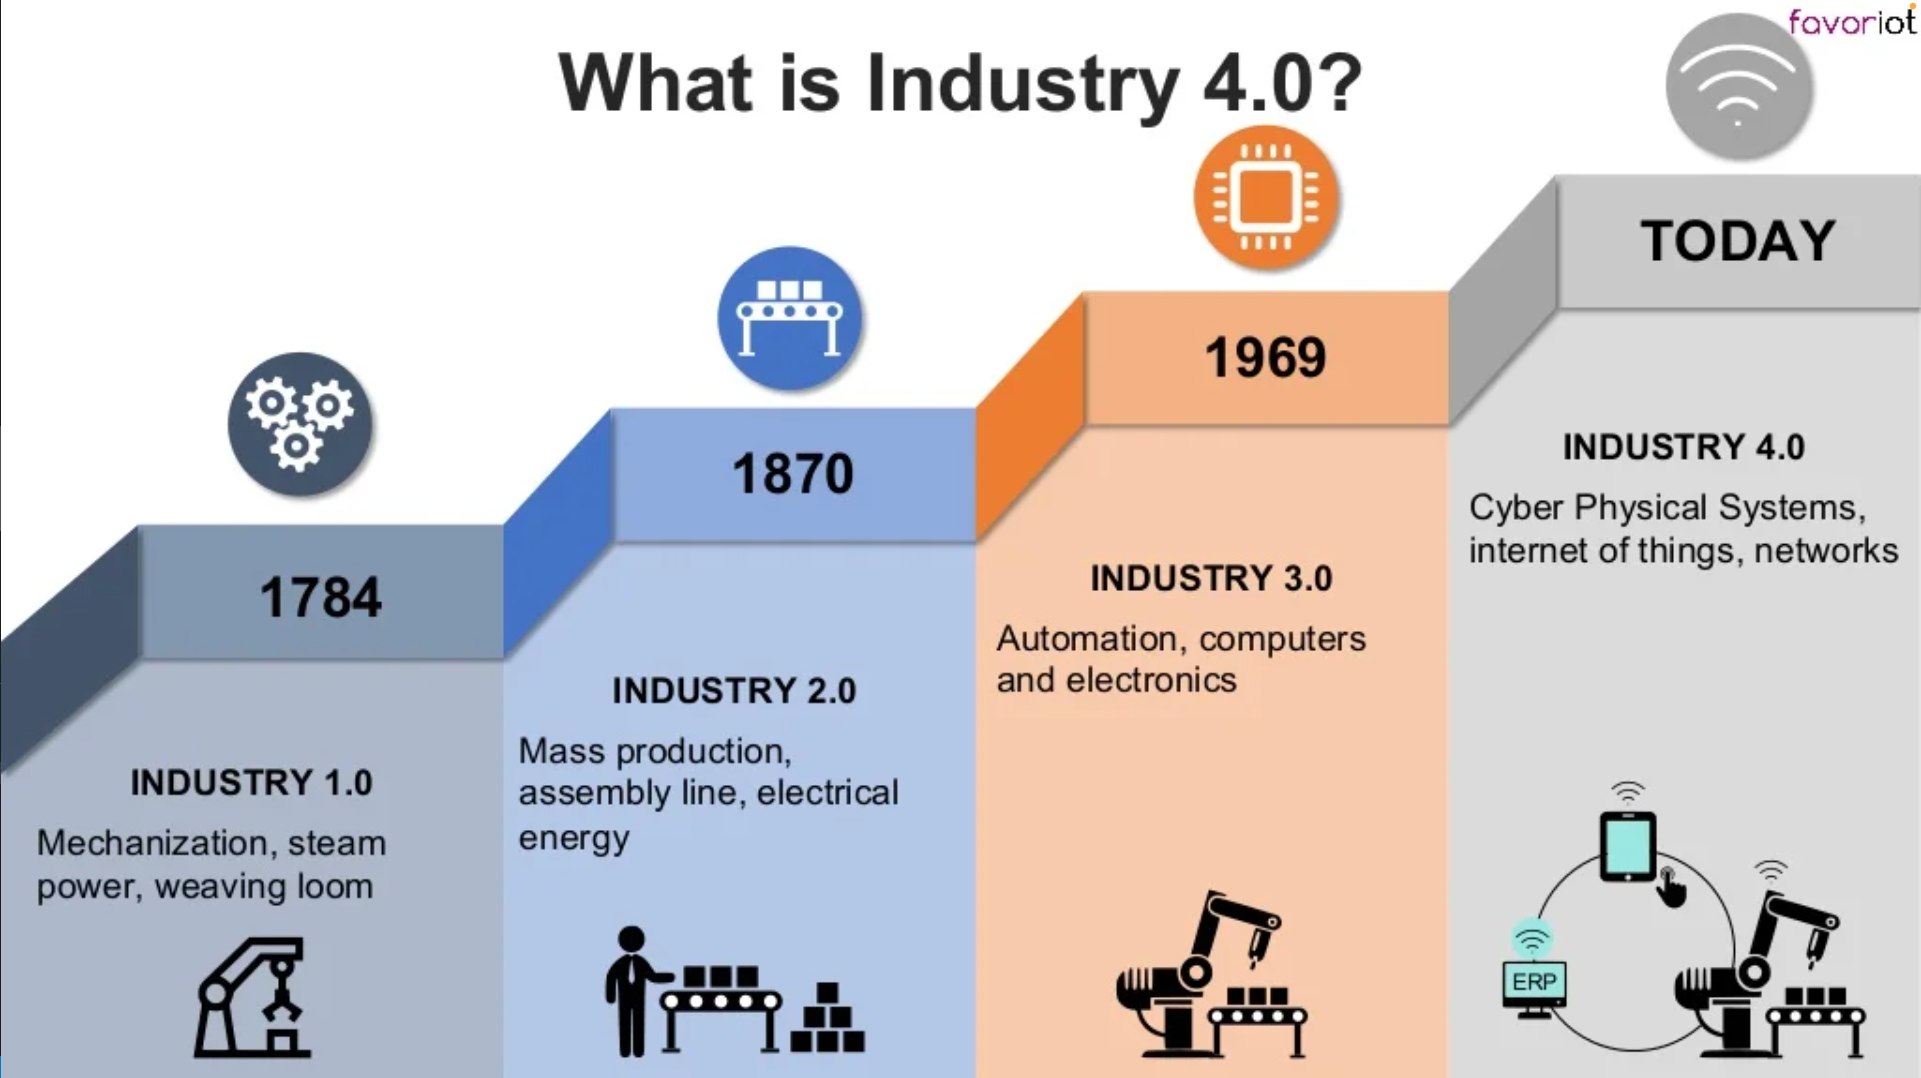 favoriot
What is Industry 4.0?
1784
INDUSTRY 1.0
Mechanization, steam
power, weaving loom
1870
INDUSTRY 2.0
Mass production,
assembly line, electrical
energy
1969
INDUSTRY 3.0
Automation, computers
and electronics
TODAY
INDUSTRY 4.0
Cyber Physical Systems,
internet of things, networks
ERP